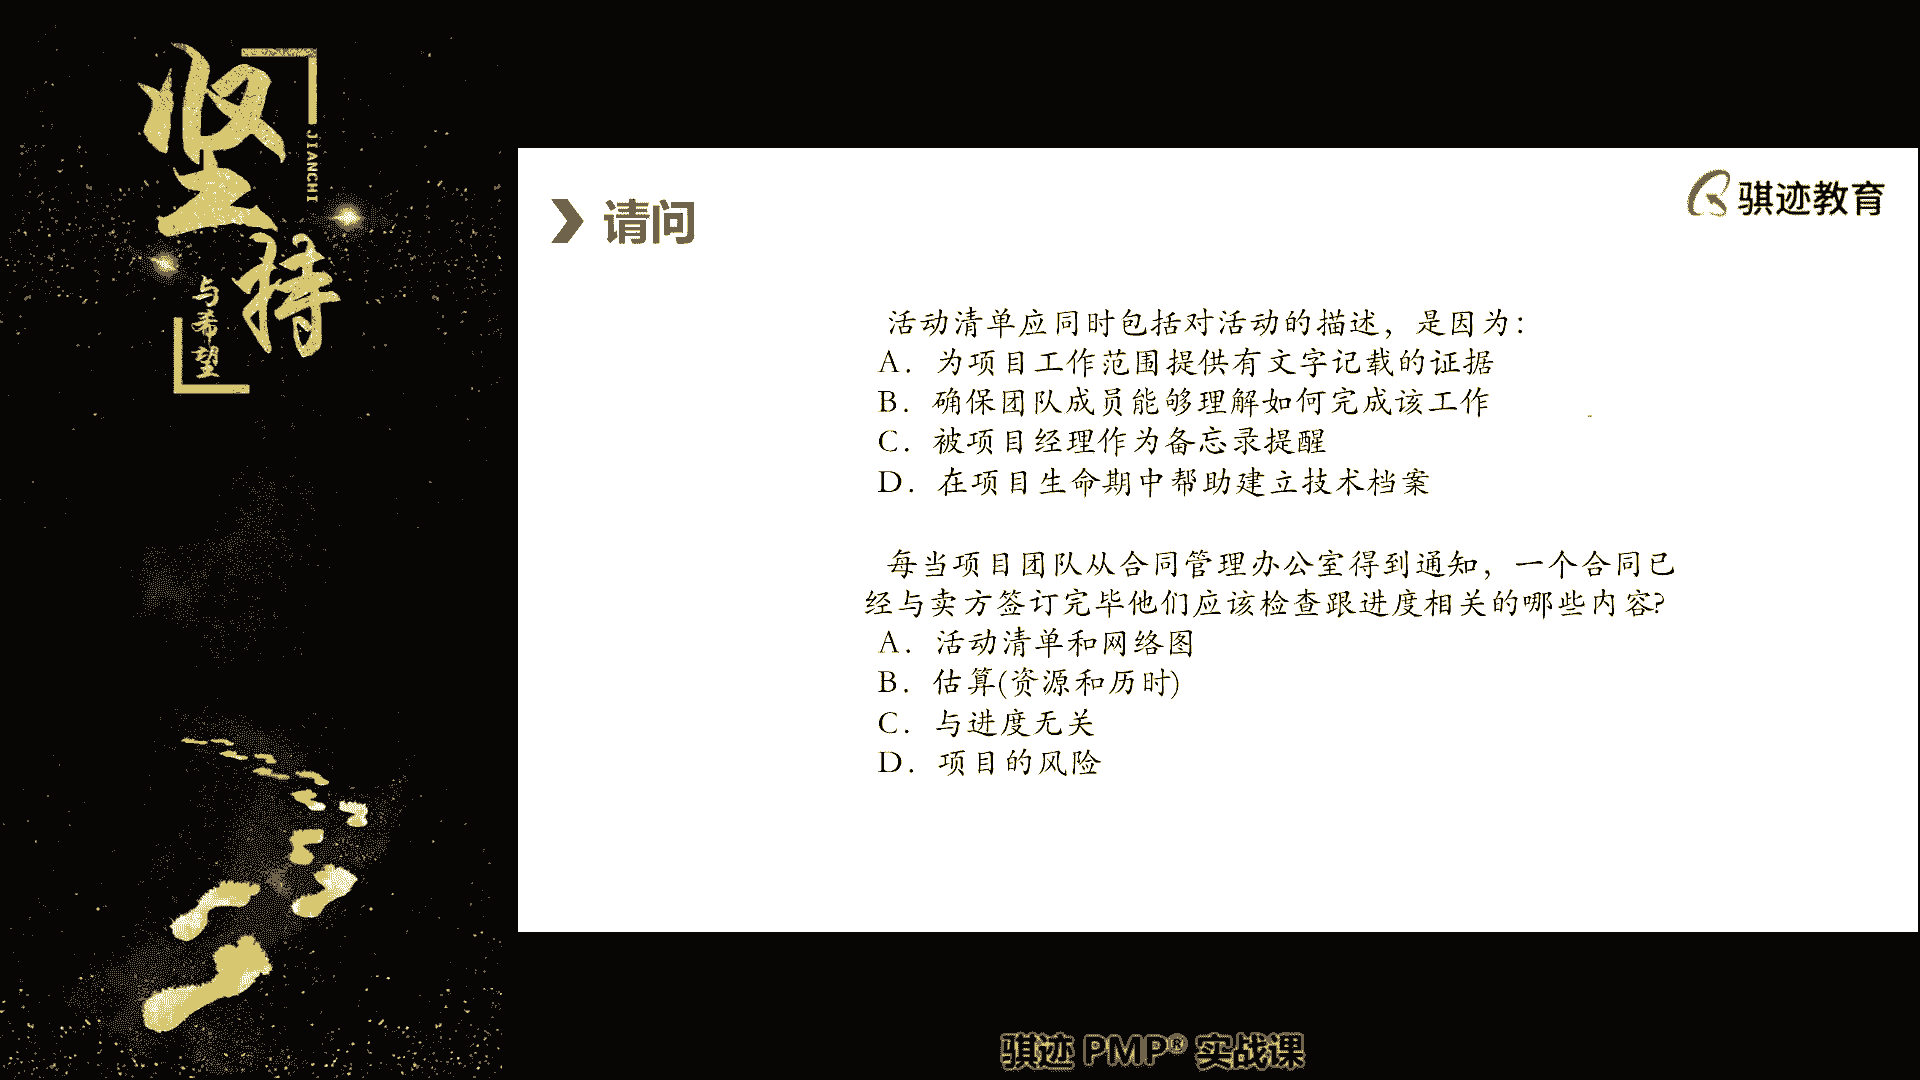 坚持
JIANCHI
与希望
请问
骐迹教育
活动清单应同时包括对活动的描述，是因为：
A．为项目工作范围提供有文字记载的证据
B．确保团队成员能够理解如何完成该工作
C．被项目经理作为备忘录提醒
D．在项目生命期中帮助建立技术档案
每当项目团队从合同管理办公室得到通知，一个合同已
经与卖方签订完毕他们应该检查跟进度相关的哪些内容?
A．活动清单和网络图
B．估算(资源和历时)
C．与进度无关
D．项目的风险
骐迹 PMP® 实战课